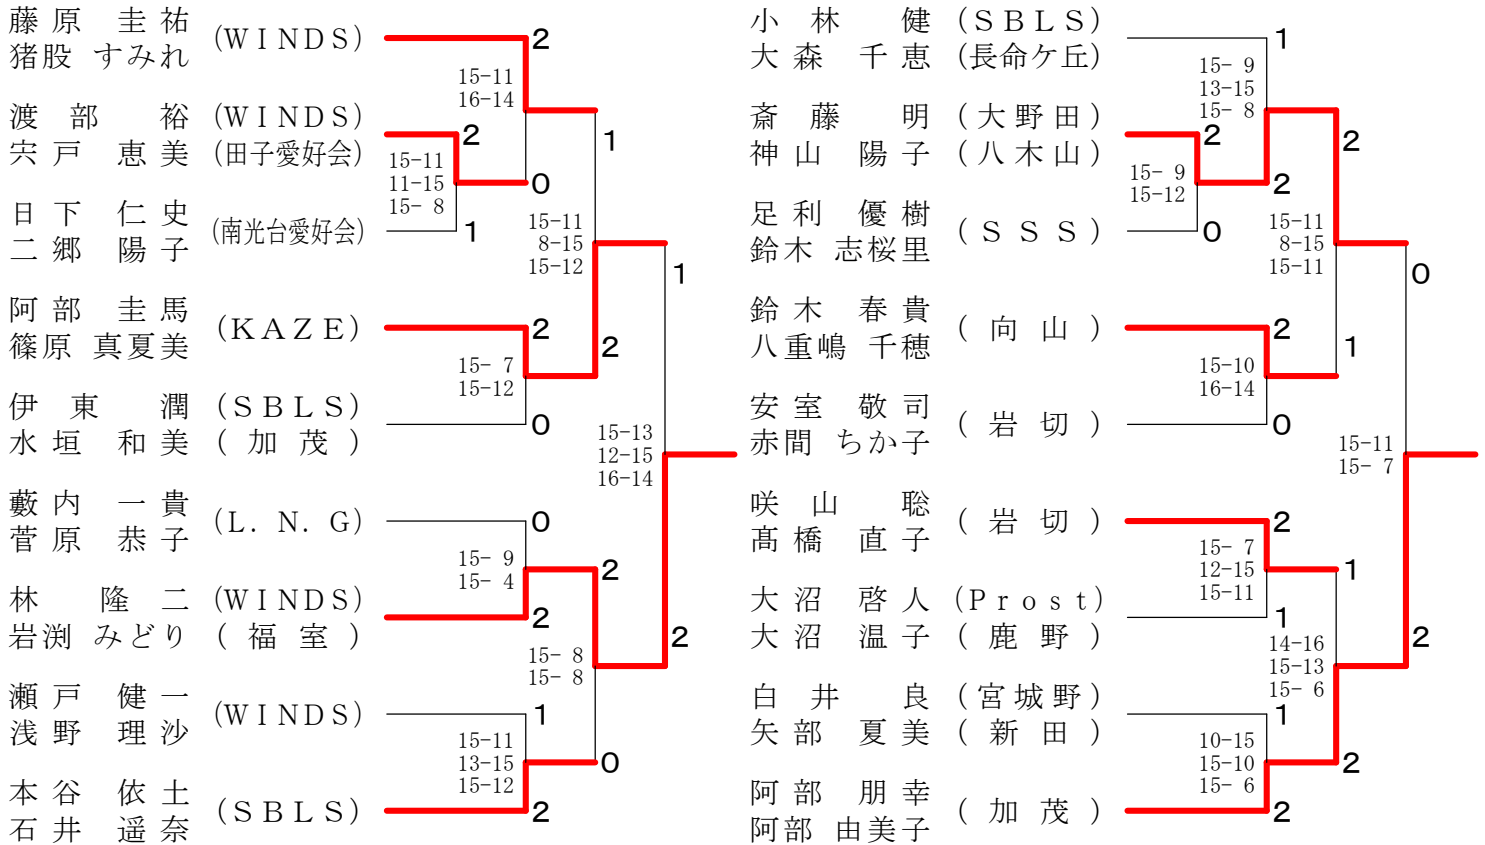 藤原 圭祐 (WINDS) 2
猪股 すみれ
15-11
16-14
渡部 裕 (WINDS) 2
宍戸 恵美 (田子愛好会)
1
15-11
11-15
15- 8
0
日下 仁史 (南光台愛好会) 1
二郷 陽子
15-11
8-15
15-12
1
阿部 圭馬 (KAZE) 2
篠原 真夏美
2
15- 7
15-12
伊東 潤 (SBLS) 0
水垣 和美 (加茂)
15-13
12-15
16-14
藪内 一貴 (L.N.G) 0
菅原 恭子
15- 9
15- 4
2
林 隆二 (WINDS) 2
岩渕 みどり (福室)
2
15- 8
15- 8
瀬戸 健一 (WINDS) 1
浅野 理沙
15-11
13-15
15-12
0
本谷 依土 (SBLS) 2
石井 遥奈
小林 健 (SBLS) 1
大森 千恵 (長命ケ丘)
15- 9
13-15
15- 8
斎藤 明 (大野田) 2
神山 陽子 (八木山)
2
15- 9
15-12
2
足利 優樹 (SSS) 0
鈴木 志桜里
15-11
8-15
15-11
0
鈴木 春貴 (向山) 2
八重嶋 千穂
1
15-10
16-14
安室 敬司 (岩切) 0
赤間 ちか子
15-11
15- 7
咲山 聡 (岩切) 2
髙橋 直子
15- 7
12-15
15-11
1
大沼 啓人 (Prost) 1
大沼 温子 (鹿野)
2
14-16
15-13
15- 6
白井 良 (宮城野) 1
矢部 夏美 (新田)
10-15
15-10
15- 6
2
阿部 朋幸 (加茂) 2
阿部 由美子